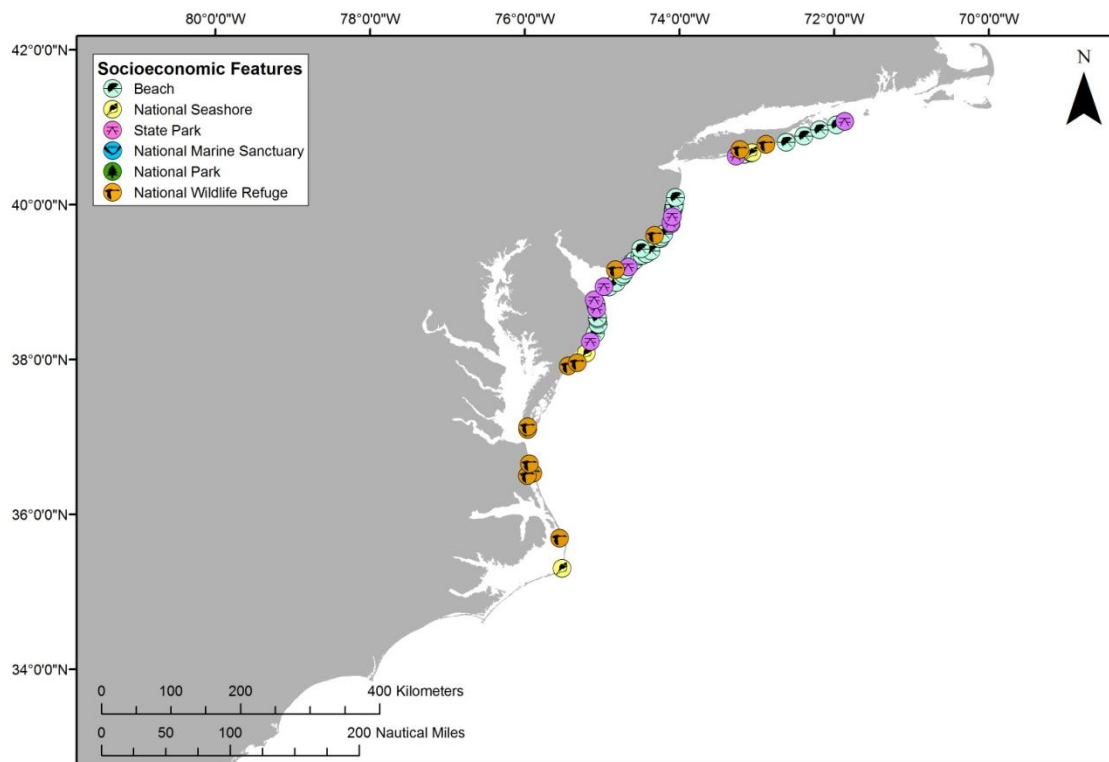 80°0'0"W 78°0'0"W 76°0'0"W 74°0'0"W 72°0'0"W 70°0'0"W
42°0'0"N
Socioeconomic Features
Beach
National Seashore
State Park
National Marine Sanctuary
National Park
National Wildlife Refuge
N
40°0'0"N
38°0'0"N
36°0'0"N
34°0'0"N
0 100 200 400 Kilometers
0 50 100 200 Nautical Miles